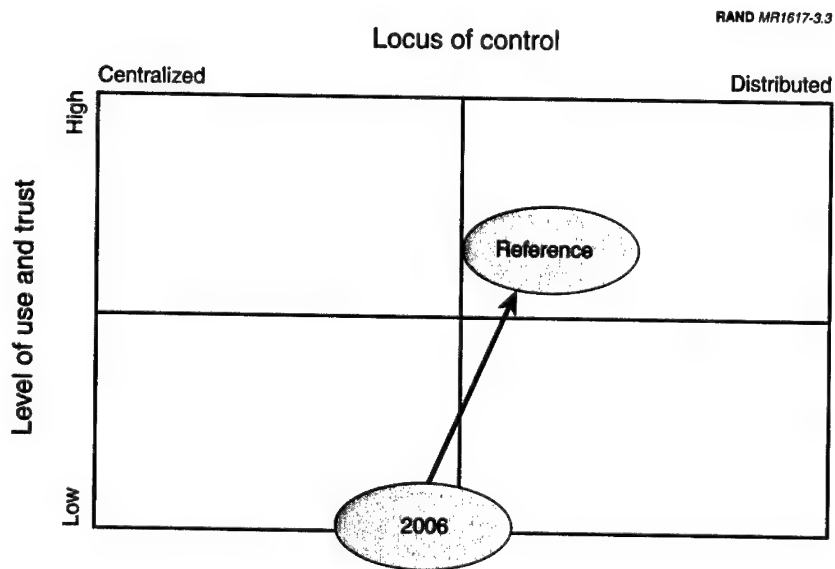 RAND MR1617-3.3
Locus of control
Centralized
Distributed
High
Level of use and trust
Low
Reference
2006